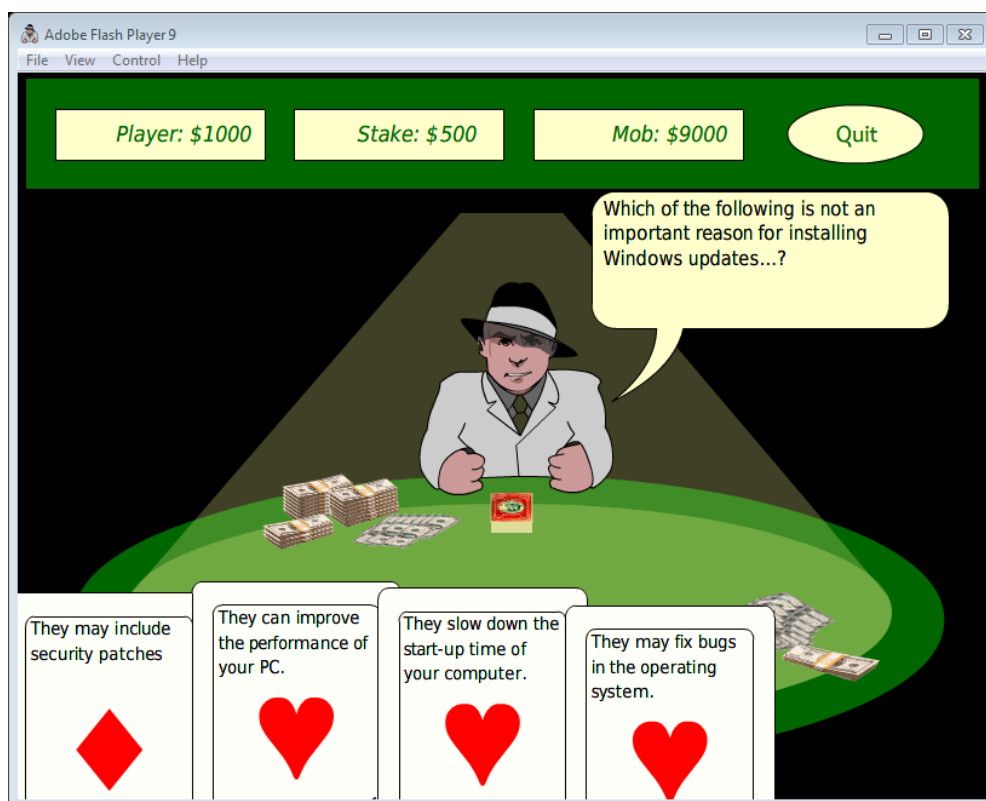 Adobe Flash Player 9
File View Control Help
Player: $1000
Stake: $500
Mob: $9000
Quit
Which of the following is not an
important reason for installing
Windows updates...?
They may include
security patches
They can improve
the performance of
your PC.
They slow down the
start-up time of
your computer.
They may fix bugs
in the operating
system.